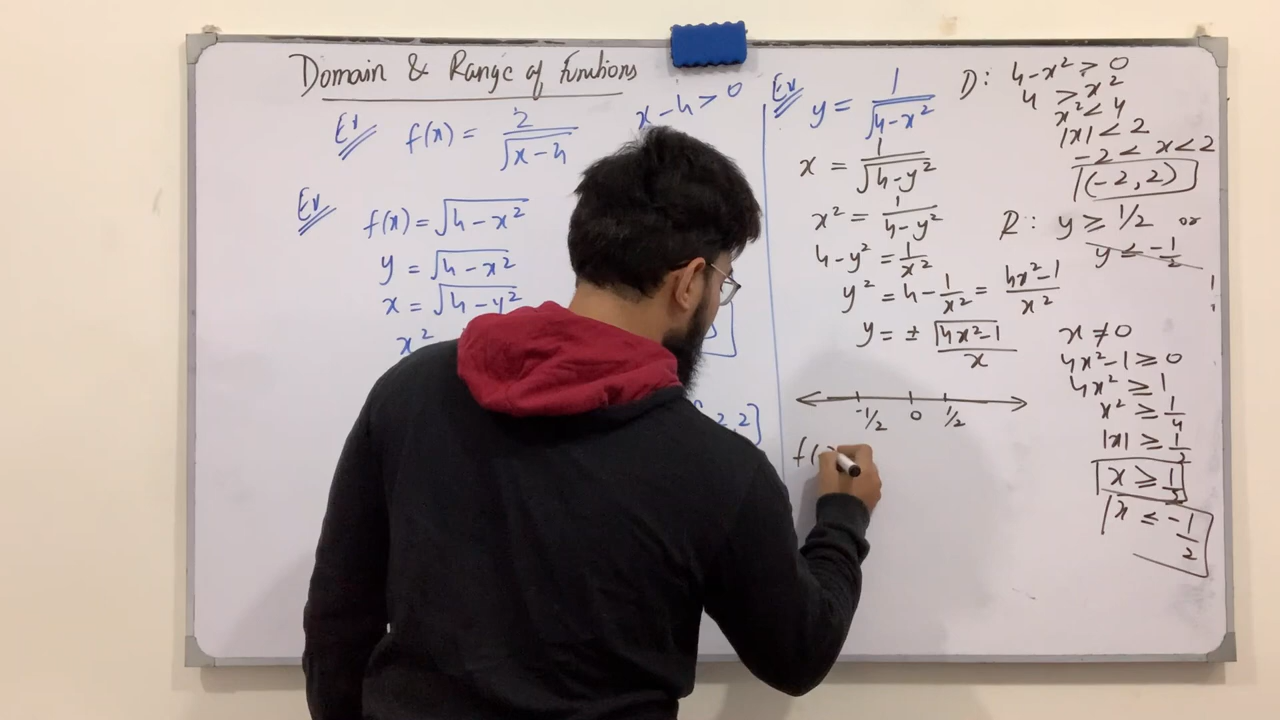 Domain & Range of Functions
Ex f(x) = 2/√(x-4)
x-4>0
Ex f(x) = √(4-x²)
y = √(4-x²)
x = √(4-y²)
x²
2,2]
Ex y = 1/√(4-x²)
x = 1/√(4-y²)
x² = 1/(4-y²)
4-y² = 1/x²
y² = 4-1/x² = (4x²-1)/x²
y = ± √(4x²-1)/x
-1/2 0 1/2
f(
D: 4-x² > 0
4 > x²
x² < 4
|x| < 2
-2 < x < 2
(-2, 2)
R: y ≥ 1/2 or
y ≤ -1/2
x ≠ 0
4x²-1 ≥ 0
4x² ≥ 1
x² ≥ 1/4
|x| ≥ 1/2
x ≥ 1/2
x ≤ -1/2